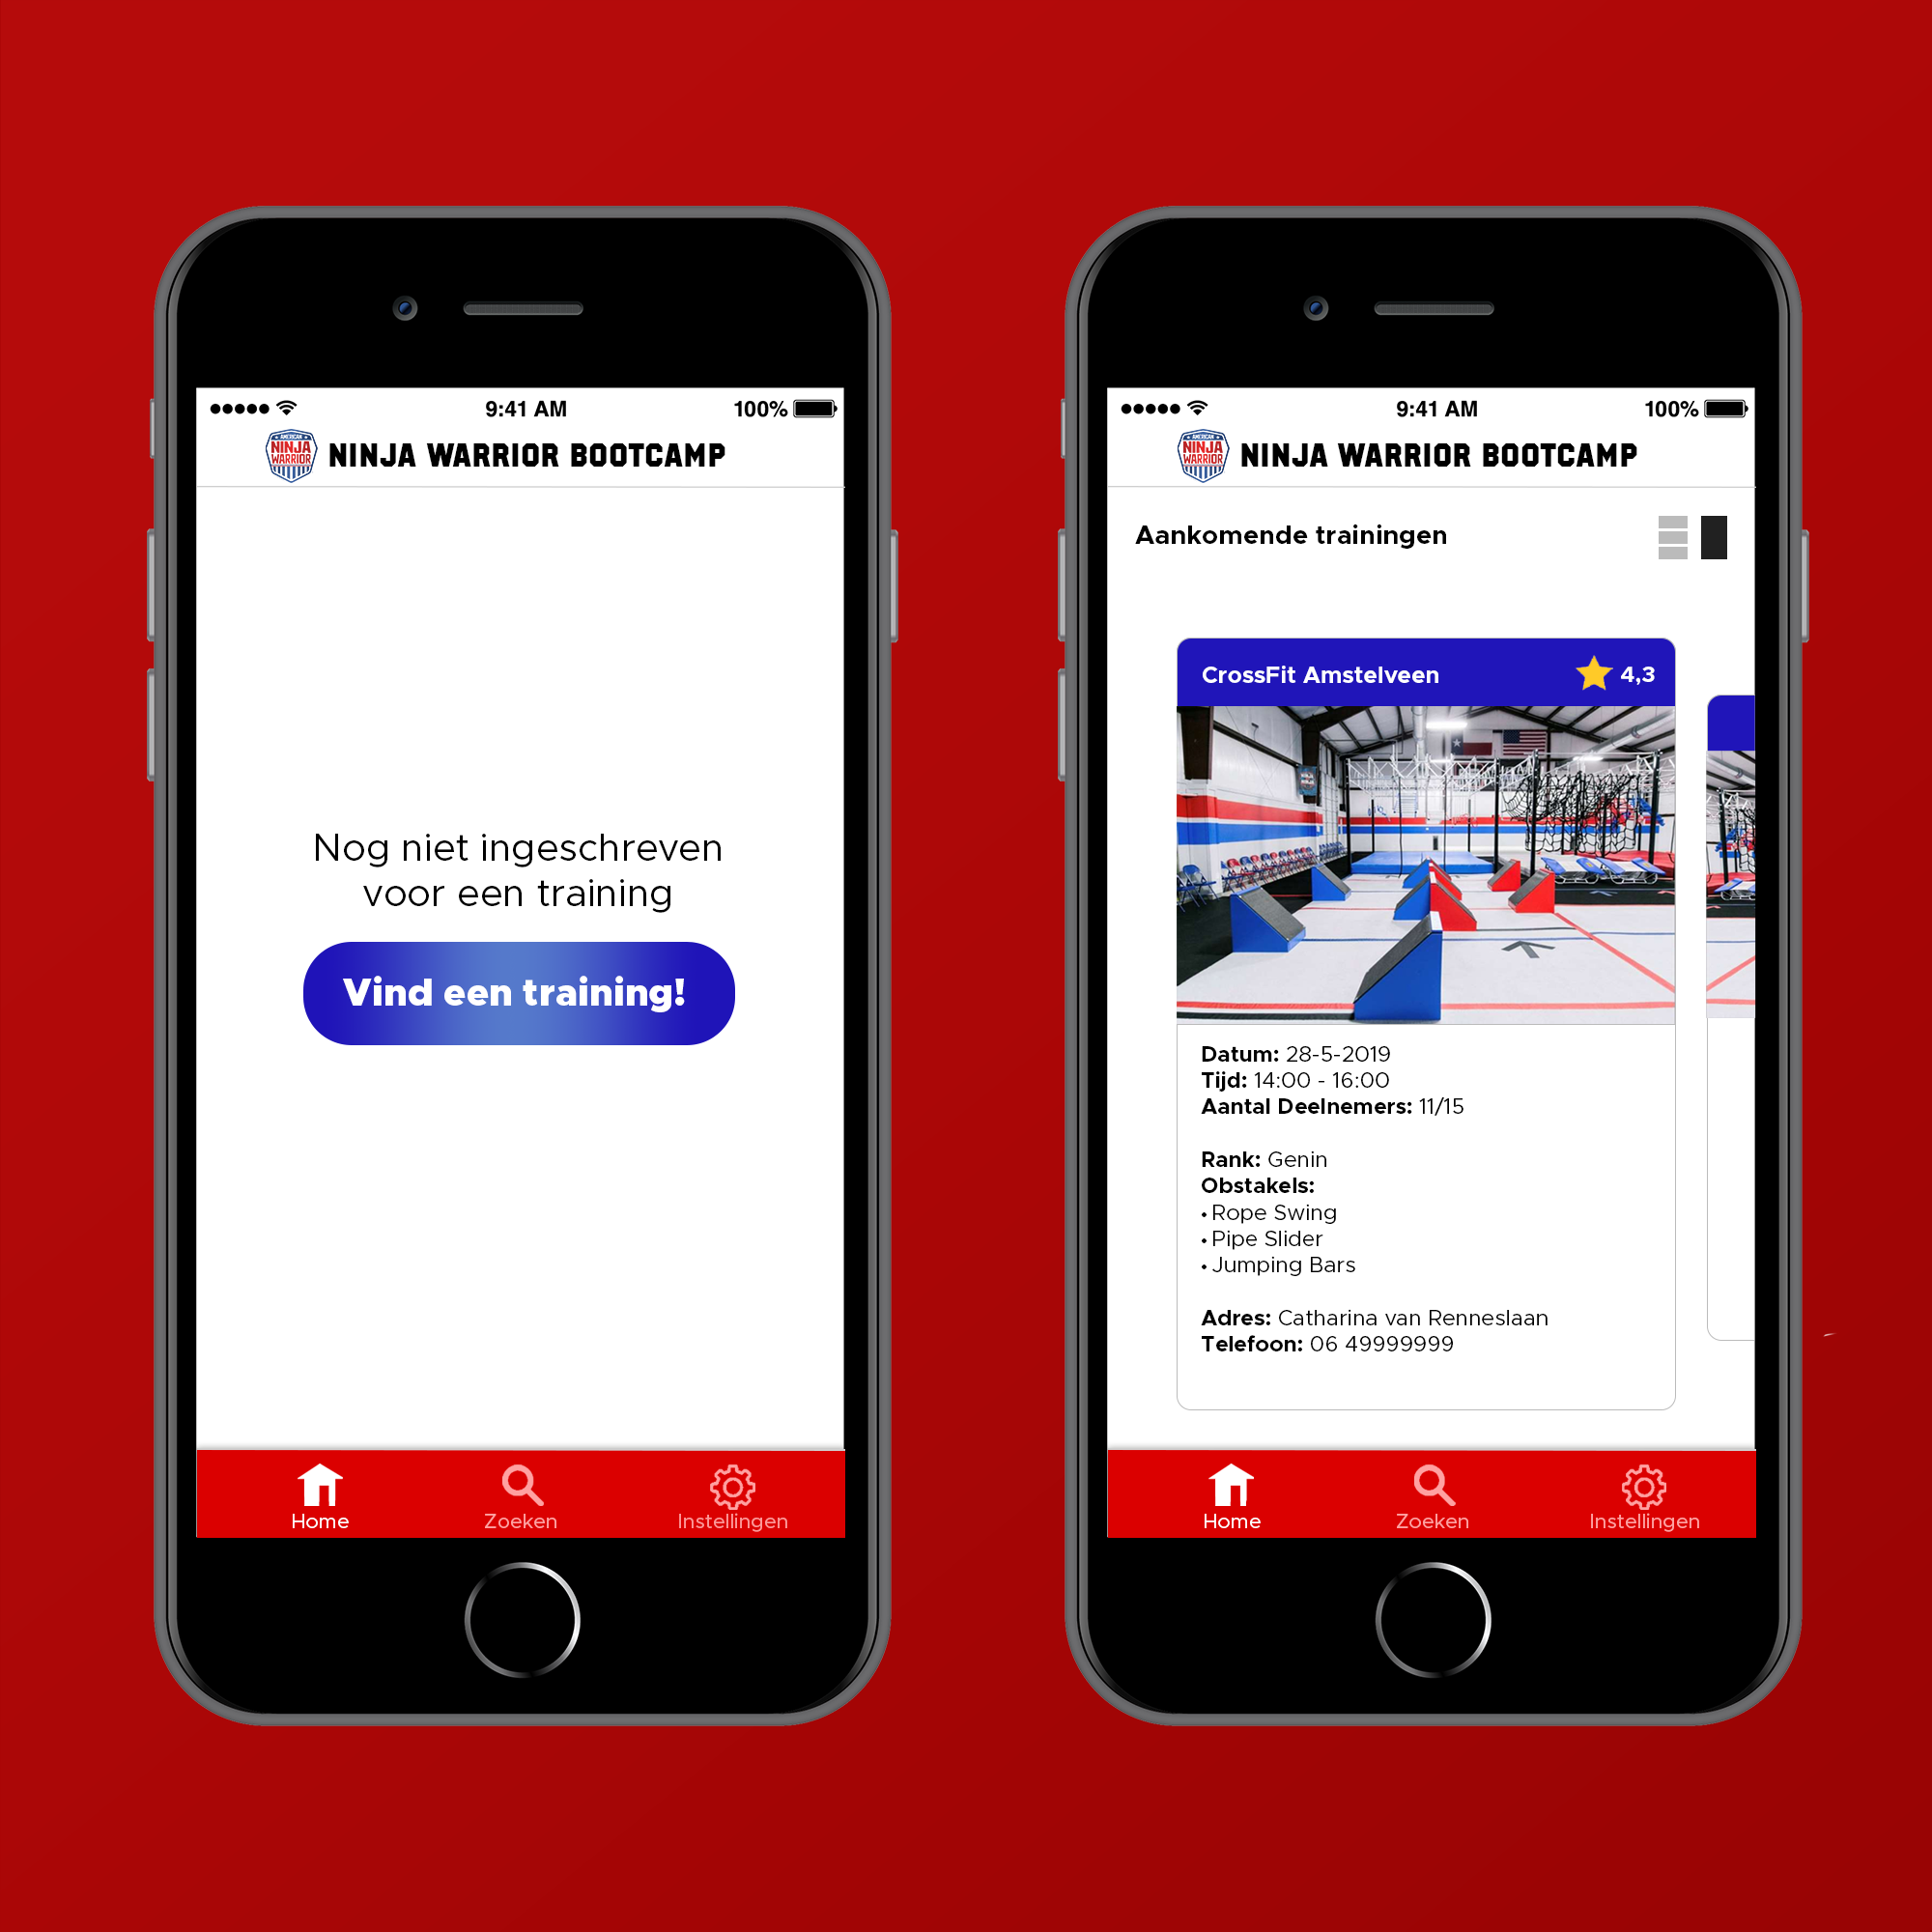 9:41 AM
100%
AMERICAN
NINJA
WARRIOR
NINJA WARRIOR BOOTCAMP
Nog niet ingeschreven
voor een training
Vind een training!
Home
Zoeken
Instellingen
9:41 AM
100%
AMERICAN
NINJA
WARRIOR
NINJA WARRIOR BOOTCAMP
Aankomende trainingen
CrossFit Amstelveen
4,3
Datum: 28-5-2019
Tijd: 14:00 - 16:00
Aantal Deelnemers: 11/15
Rank: Genin
Obstakels:
• Rope Swing
• Pipe Slider
• Jumping Bars
Adres: Catharina van Renneslaan
Telefoon: 06 49999999
Home
Zoeken
Instellingen